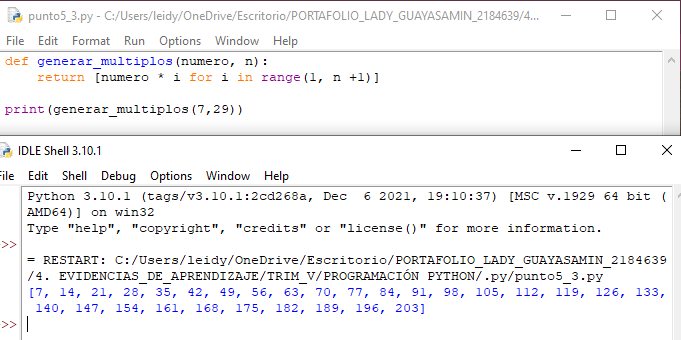 punto5_3.py - C:/Users/leidy/OneDrive/Escritorio/PORTAFOLIO_LADY_GUAYASAMIN_2184639/4...
File Edit Format Run Options Window Help
def generar_multiplos(numero, n):
    return [numero * i for i in range(1, n +1)]
print(generar_multiplos(7,29))
IDLE Shell 3.10.1
File Edit Shell Debug Options Window Help
Python 3.10.1 (tags/v3.10.1:2cd268a, Dec  6 2021, 19:10:37) [MSC v.1929 64 bit (
AMD64)] on win32
Type "help", "copyright", "credits" or "license()" for more information.
>>>
= RESTART: C:/Users/leidy/OneDrive/Escritorio/PORTAFOLIO_LADY_GUAYASAMIN_2184639
/4. EVIDENCIAS_DE_APRENDIZAJE/TRIM_V/PROGRAMACIÓN PYTHON/.py/punto5_3.py
[7, 14, 21, 28, 35, 42, 49, 56, 63, 70, 77, 84, 91, 98, 105, 112, 119, 126, 133,
 140, 147, 154, 161, 168, 175, 182, 189, 196, 203]
>>>